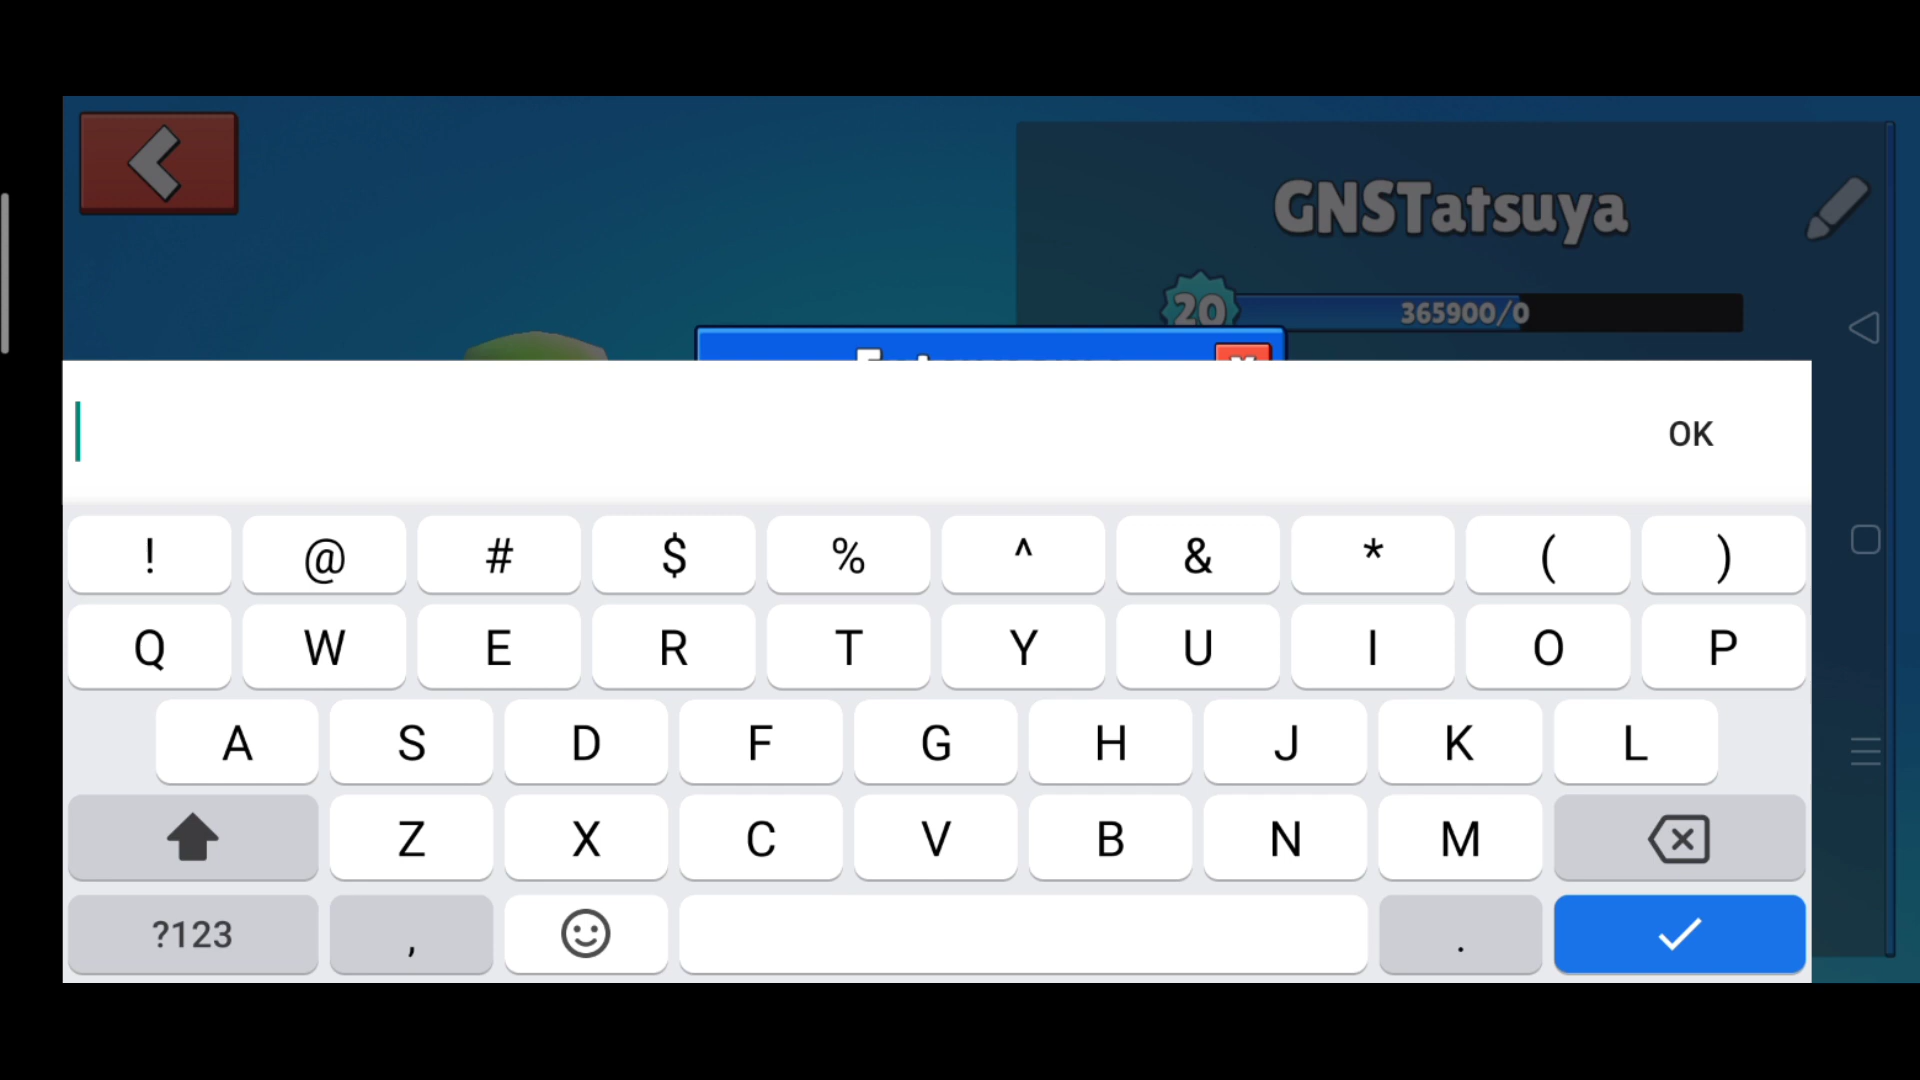 GNSTatsuya
20 365900/0
OK
! @ # $ % ^ & * ( )
Q W E R T Y U I O P
A S D F G H J K L
Z X C V B N M
?123 , .